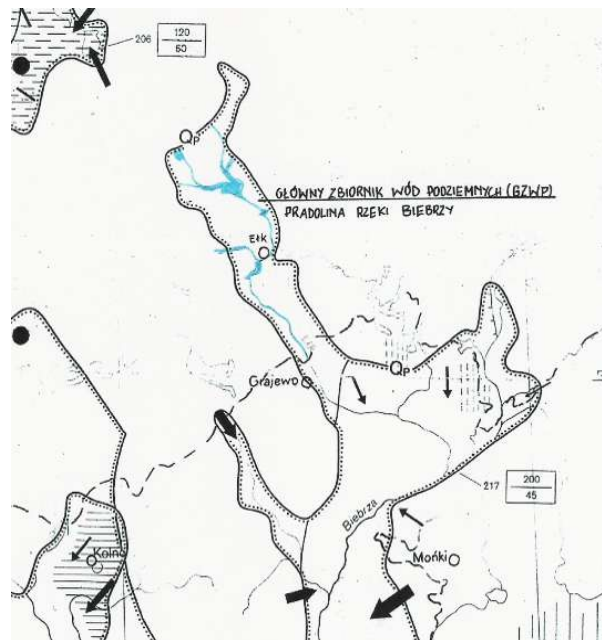 206
120
50
Qp
GŁÓWNY ZBIORNIK WÓD PODZIEMNYCH (GZWP)
PRADOLINA RZEKI BIEBRZY
Ełk
Qp
Grajewo
217
200
45
Biebrza
Kolno
Mońki